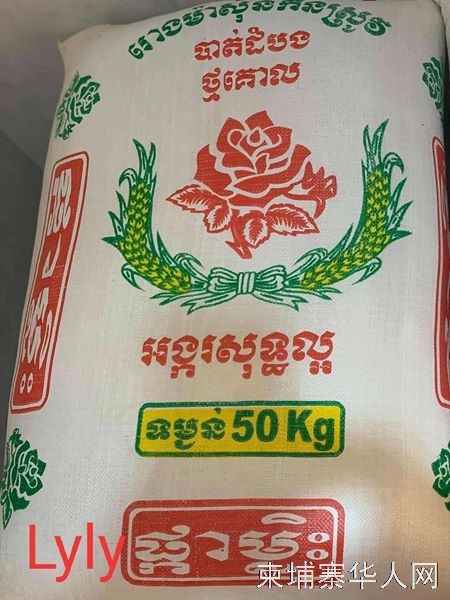 រោងម៉ាស៊ីនកិនស្រូវ
បាត់ដំបង
ថ្មគោល
អង្ករសុទ្ធល្អ
ទម្ងន់ 50 Kg
ផ្កាម្លិះ
Lyly
柬埔寨华人网